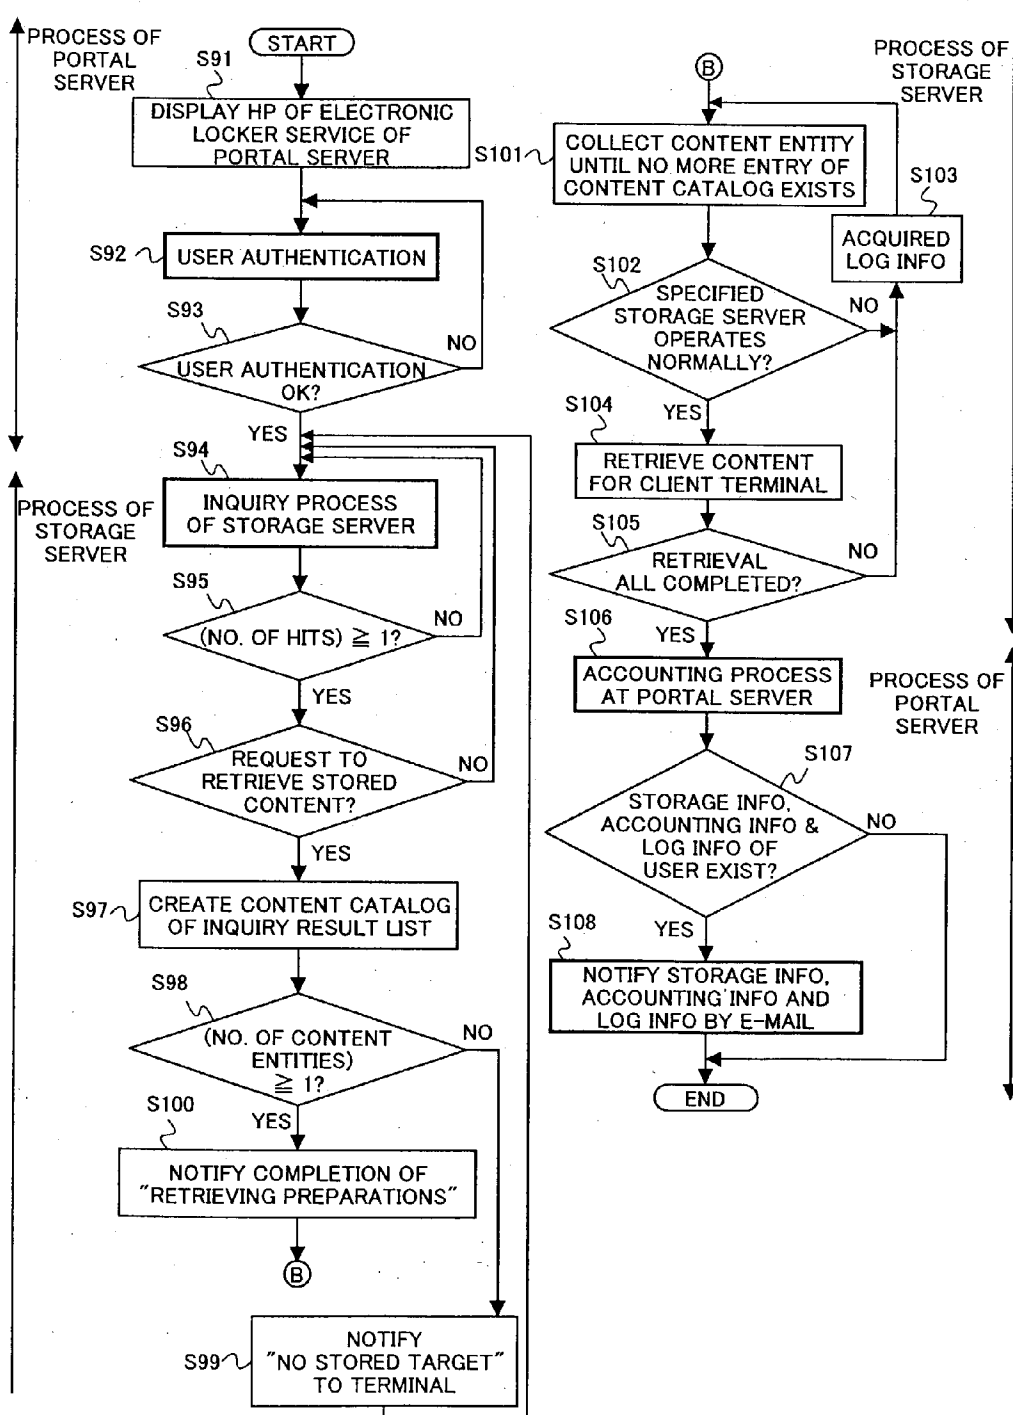 PROCESS OF
PORTAL
SERVER
START
S91
DISPLAY HP OF ELECTRONIC
LOCKER SERVICE OF
PORTAL SERVER
S92
USER AUTHENTICATION
S93
NO
USER AUTHENTICATION
OK?
YES
S94
PROCESS OF
STORAGE
SERVER
INQUIRY PROCESS
OF STORAGE SERVER
S95
NO
(NO. OF HITS) ≧ 1?
YES
S96
REQUEST TO
RETRIEVE STORED
CONTENT?
NO
YES
S97
CREATE CONTENT CATALOG
OF INQUIRY RESULT LIST
S98
NO
(NO. OF CONTENT
ENTITIES)
≧ 1?
S100
YES
NOTIFY COMPLETION OF
"RETRIEVING PREPARATIONS"
B
S99
NOTIFY
"NO STORED TARGET"
TO TERMINAL
B
PROCESS OF
STORAGE
SERVER
S101
COLLECT CONTENT ENTITY
UNTIL NO MORE ENTRY OF
CONTENT CATALOG EXISTS
S103
ACQUIRED
LOG INFO
S102
SPECIFIED
STORAGE SERVER
OPERATES
NORMALLY?
NO
YES
S104
RETRIEVE CONTENT
FOR CLIENT TERMINAL
S105
NO
RETRIEVAL
ALL COMPLETED?
S106
YES
ACCOUNTING PROCESS
AT PORTAL SERVER
PROCESS OF
PORTAL
SERVER
S107
STORAGE INFO,
ACCOUNTING INFO &
LOG INFO OF
USER EXIST?
NO
YES
S108
NOTIFY STORAGE INFO,
ACCOUNTING INFO AND
LOG INFO BY E-MAIL
END